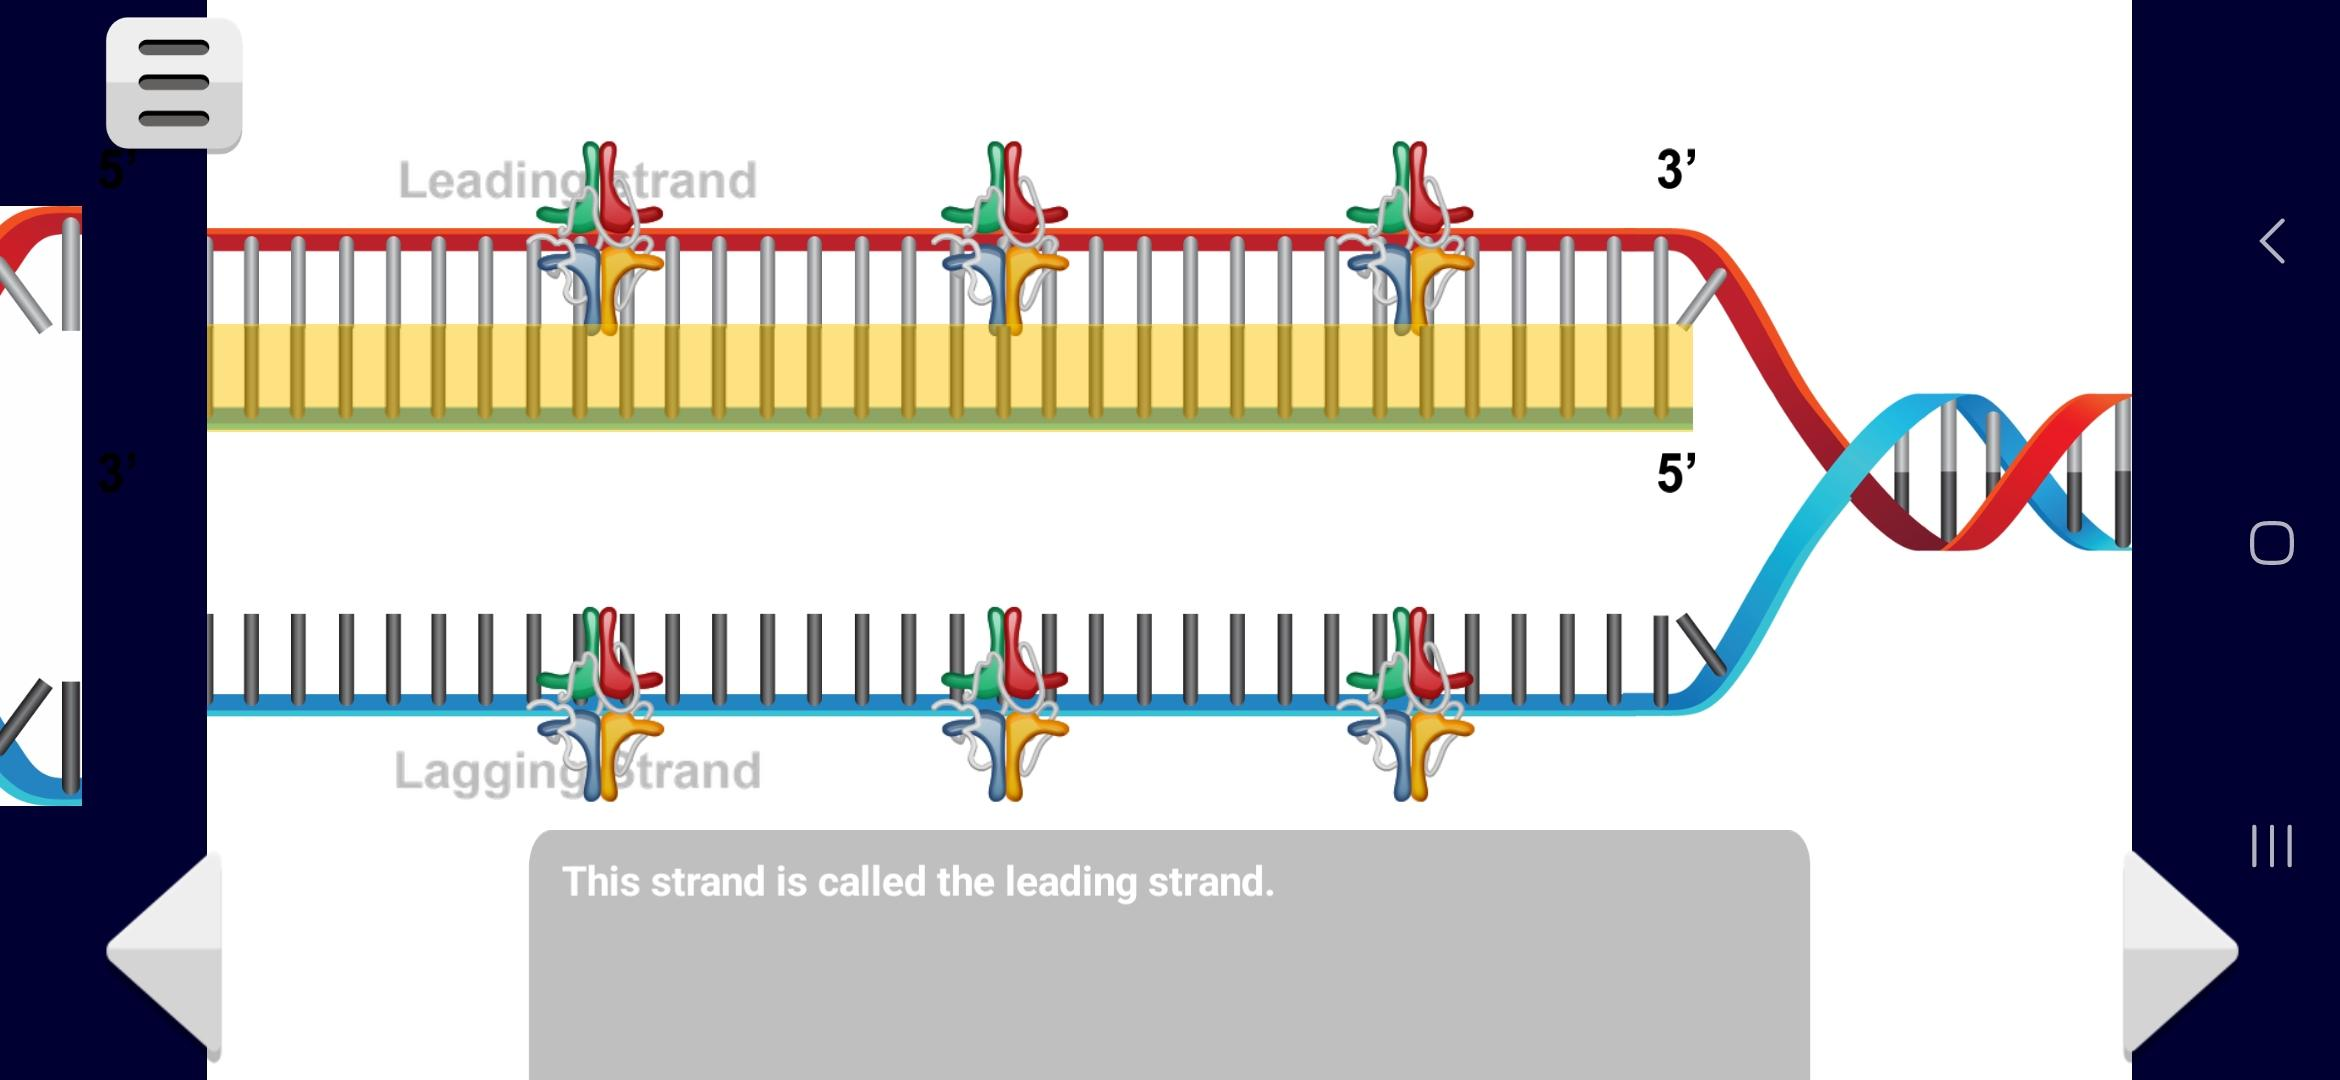 5’
Leading strand
3’
3’
5’
Lagging strand
This strand is called the leading strand.